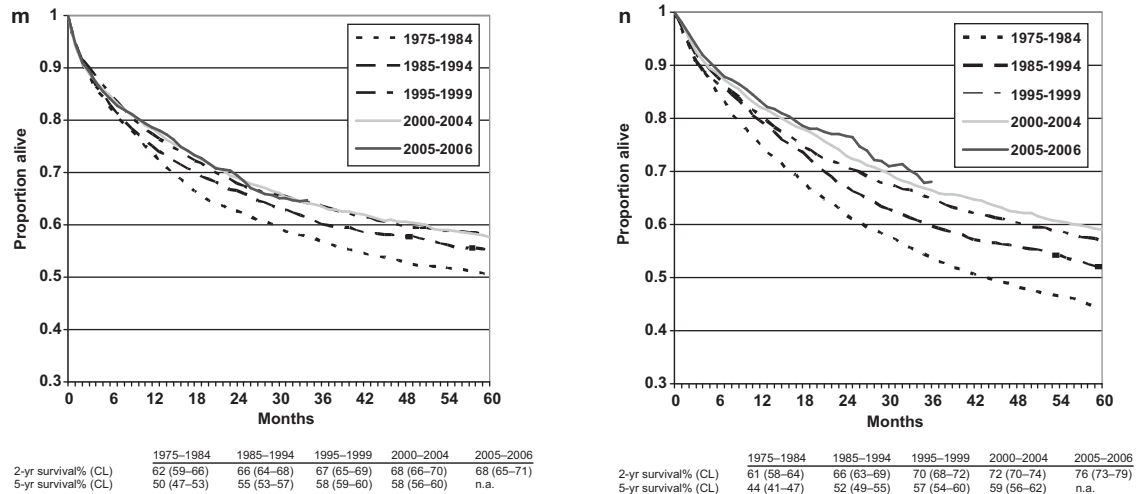 m
1
0.9
0.8
0.7
0.6
0.5
0.4
0.3
Proportion alive
1975-1984
1985-1994
1995-1999
2000-2004
2005-2006
0 6 12 18 24 30 36 42 48 54 60
Months
1975–1984 1985–1994 1995–1999 2000–2004 2005–2006
2-yr survival% (CL) 62 (59–66) 66 (64–68) 67 (65–69) 68 (66–70) 68 (65–71)
5-yr survival% (CL) 50 (47–53) 55 (53–57) 58 (59–60) 58 (56–60) n.a.
n
1
0.9
0.8
0.7
0.6
0.5
0.4
0.3
Proportion alive
1975-1984
1985-1994
1995-1999
2000-2004
2005-2006
0 6 12 18 24 30 36 42 48 54 60
Months
1975–1984 1985–1994 1995–1999 2000–2004 2005–2006
2-yr survival% (CL) 61 (58–64) 66 (63–69) 70 (68–72) 72 (70–74) 76 (73–79)
5-yr survival% (CL) 44 (41–47) 52 (49–55) 57 (54–60) 59 (56–62) n.a.